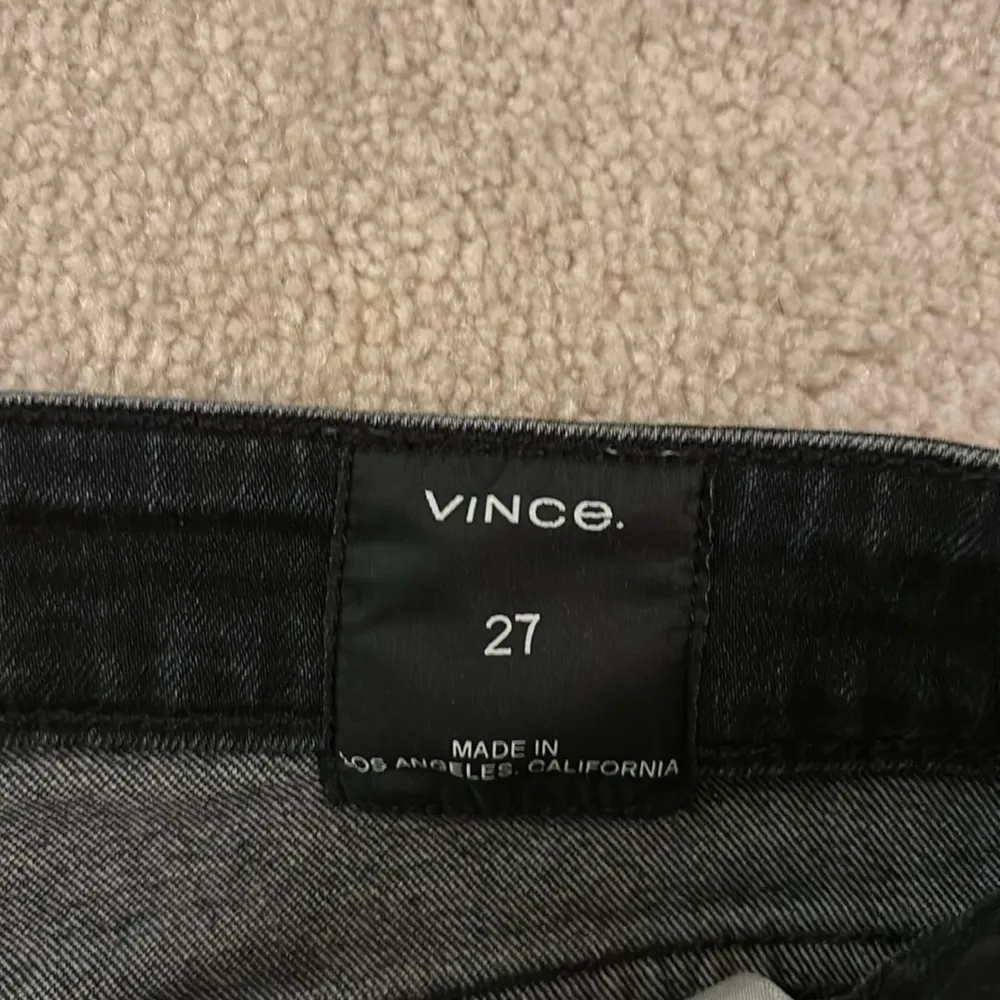 VINCE.
27
MADE IN
LOS ANGELES, CALIFORNIA